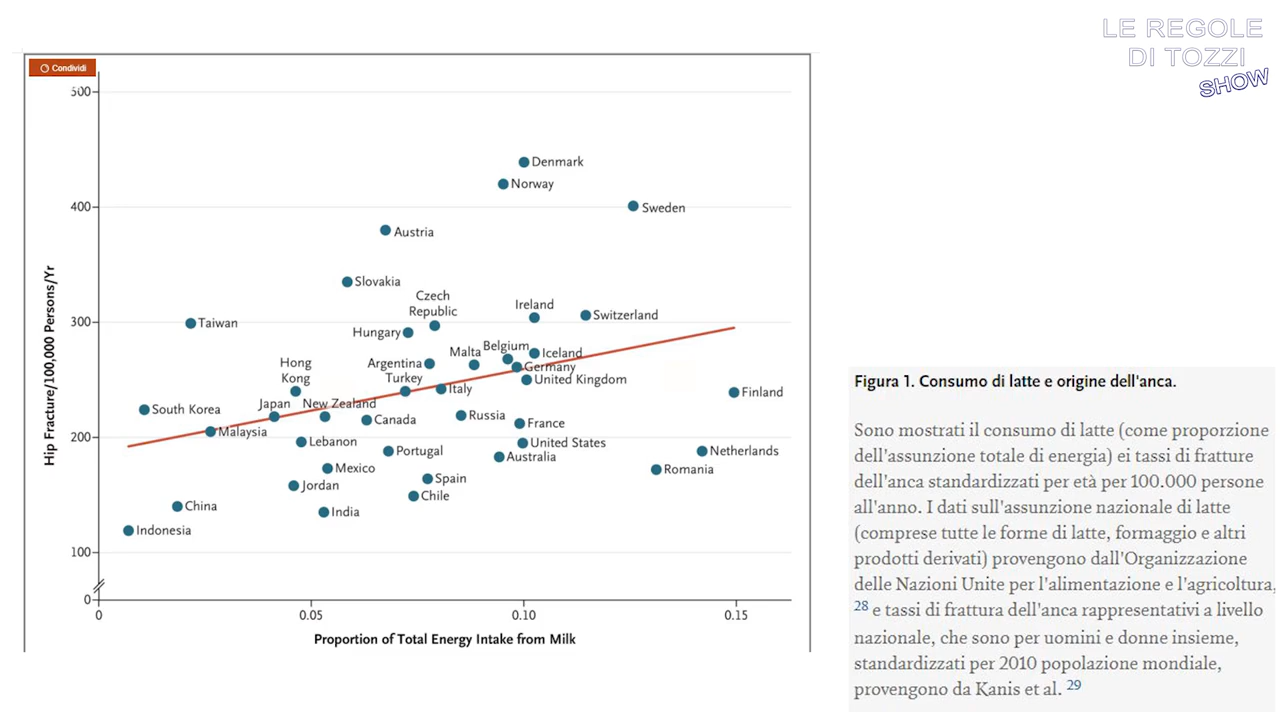 LE REGOLE
DI TOZZI
SHOW
Condividi
500
400
300
200
100
0
Hip Fracture/100,000 Persons/Yr
Denmark
Norway
Sweden
Austria
Slovakia
Czech
Republic
Ireland
Switzerland
Taiwan
Hungary
Belgium
Iceland
Malta
Argentina
Germany
Hong
Kong
Turkey
United Kingdom
Italy
Finland
Japan
New Zealand
South Korea
Russia
Canada
France
Malaysia
Lebanon
United States
Portugal
Australia
Netherlands
Mexico
Romania
Spain
Jordan
Chile
China
India
Indonesia
0
0.05
0.10
0.15
Proportion of Total Energy Intake from Milk
Figura 1. Consumo di latte e origine dell'anca.
Sono mostrati il consumo di latte (come proporzione
dell'assunzione totale di energia) ei tassi di fratture
dell'anca standardizzati per età per 100.000 persone
all'anno. I dati sull'assunzione nazionale di latte
(comprese tutte le forme di latte, formaggio e altri
prodotti derivati) provengono dall'Organizzazione
delle Nazioni Unite per l'alimentazione e l'agricoltura,
28 e tassi di frattura dell'anca rappresentativi a livello
nazionale, che sono per uomini e donne insieme,
standardizzati per 2010 popolazione mondiale,
provengono da Kanis et al. 29